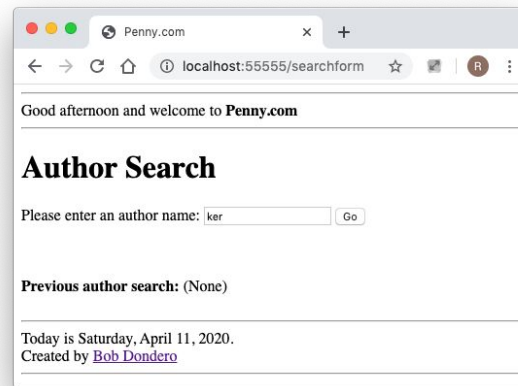 Penny.com
localhost:55555/searchform
R
Good afternoon and welcome to Penny.com
Author Search
Please enter an author name: ker Go
Previous author search: (None)
Today is Saturday, April 11, 2020.
Created by Bob Dondero